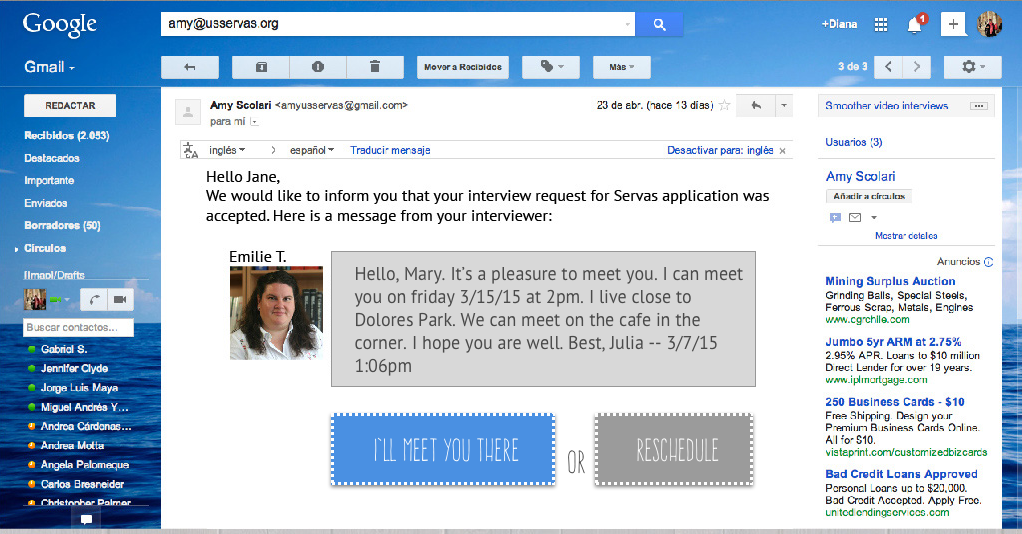 Google
amy@usservas.org
+Diana
1
Gmail
Mover a Recibidos
Más
3 de 3
REDACTAR
Recibidos (2.053)
Destacados
Importante
Enviados
Borradores (50)
Círculos
[Imap]/Drafts
Buscar contactos...
Gabriel S.
Jennifer Clyde
Jorge Luis Maya
Miguel Andrés Y...
Andrea Cárdenas...
Andrea Motta
Angela Palomeque
Carlos Bresneider
Christopher Palmer
Amy Scolari <amyusservas@gmail.com>
para mí
23 de abr. (hace 13 días)
inglés > español Traducir mensaje
Desactivar para: inglés ×
Hello Jane,
We would like to inform you that your interview request for Servas application was
accepted. Here is a message from your interviewer:
Emilie T.
Hello, Mary. It's a pleasure to meet you. I can meet
you on friday 3/15/15 at 2pm. I live close to
Dolores Park. We can meet on the cafe in the
corner. I hope you are well. Best, Julia -- 3/7/15
1:06pm
I'LL MEET YOU THERE
OR
RESCHEDULE
Smoother video interviews
Usuarios (3)
Amy Scolari
Añadir a círculos
Mostrar detalles
Anuncios
Mining Surplus Auction
Grinding Balls, Special Steels,
Ferrous Scrap, Metals, Engines
www.cgrchile.com
Jumbo 5yr ARM at 2.75%
2.95% APR. Loans to $10 million
Direct Lender for over 19 years.
www.iplmortgage.com
250 Business Cards - $10
Free Shipping. Design your
Premium Business Cards Online.
All for $10.
vistaprint.com/customizedbizcards
Bad Credit Loans Approved
Personal Loans up to $20,000.
Bad Credit Accepted. Apply Free.
unitedlendingservices.com